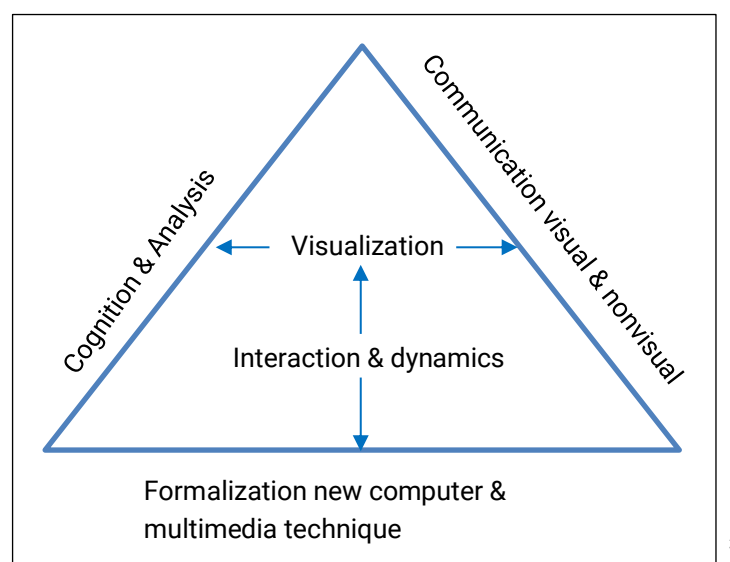 Communication visual & nonvisual
Cognition & Analysis
Visualization
Interaction & dynamics
Formalization new computer &
multimedia technique